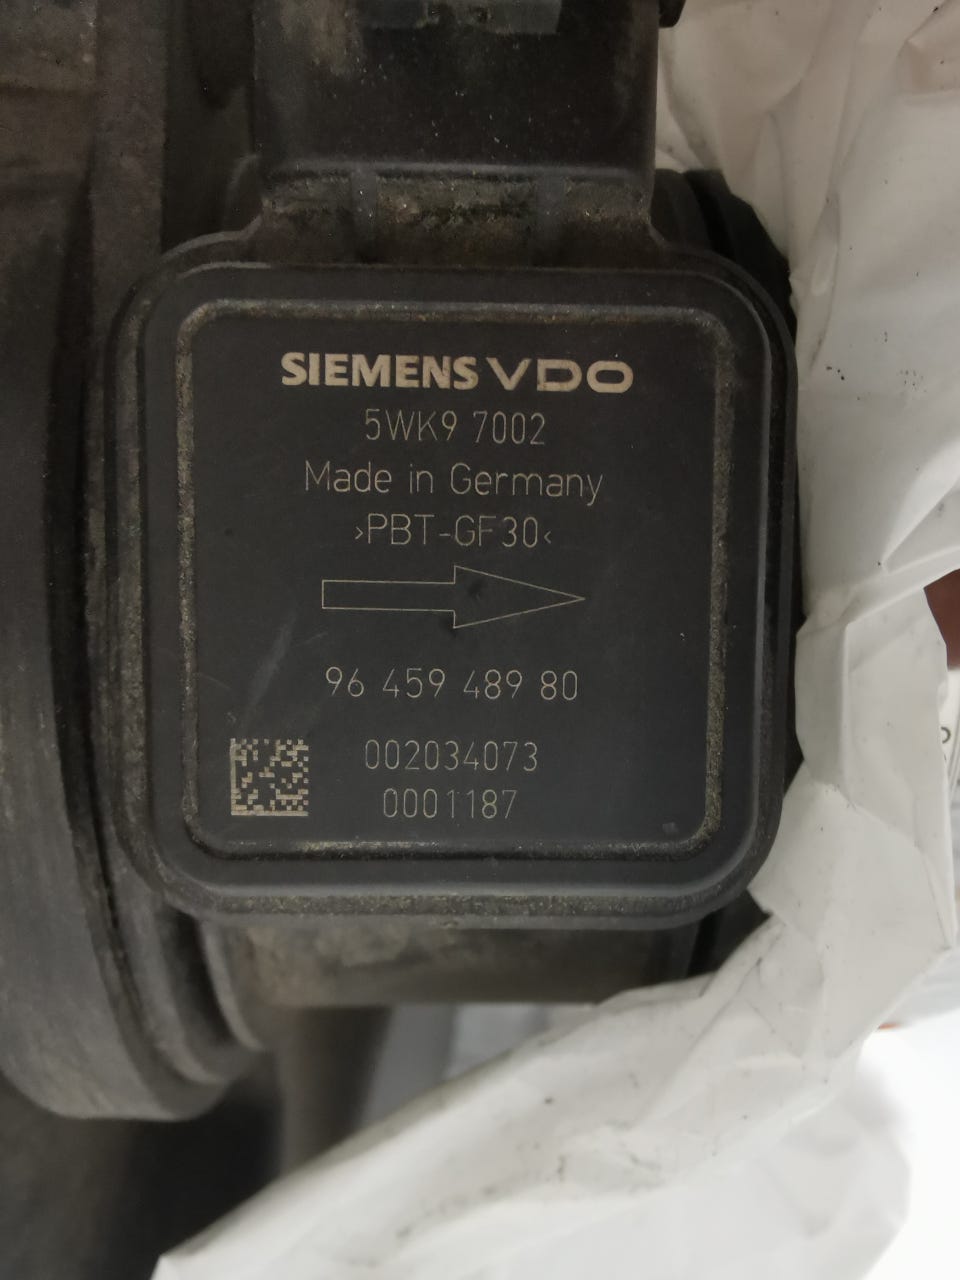 SIEMENS VDO
5WK9 7002
Made in Germany
>PBT-GF30<
96 459 489 80
002034073
0001187